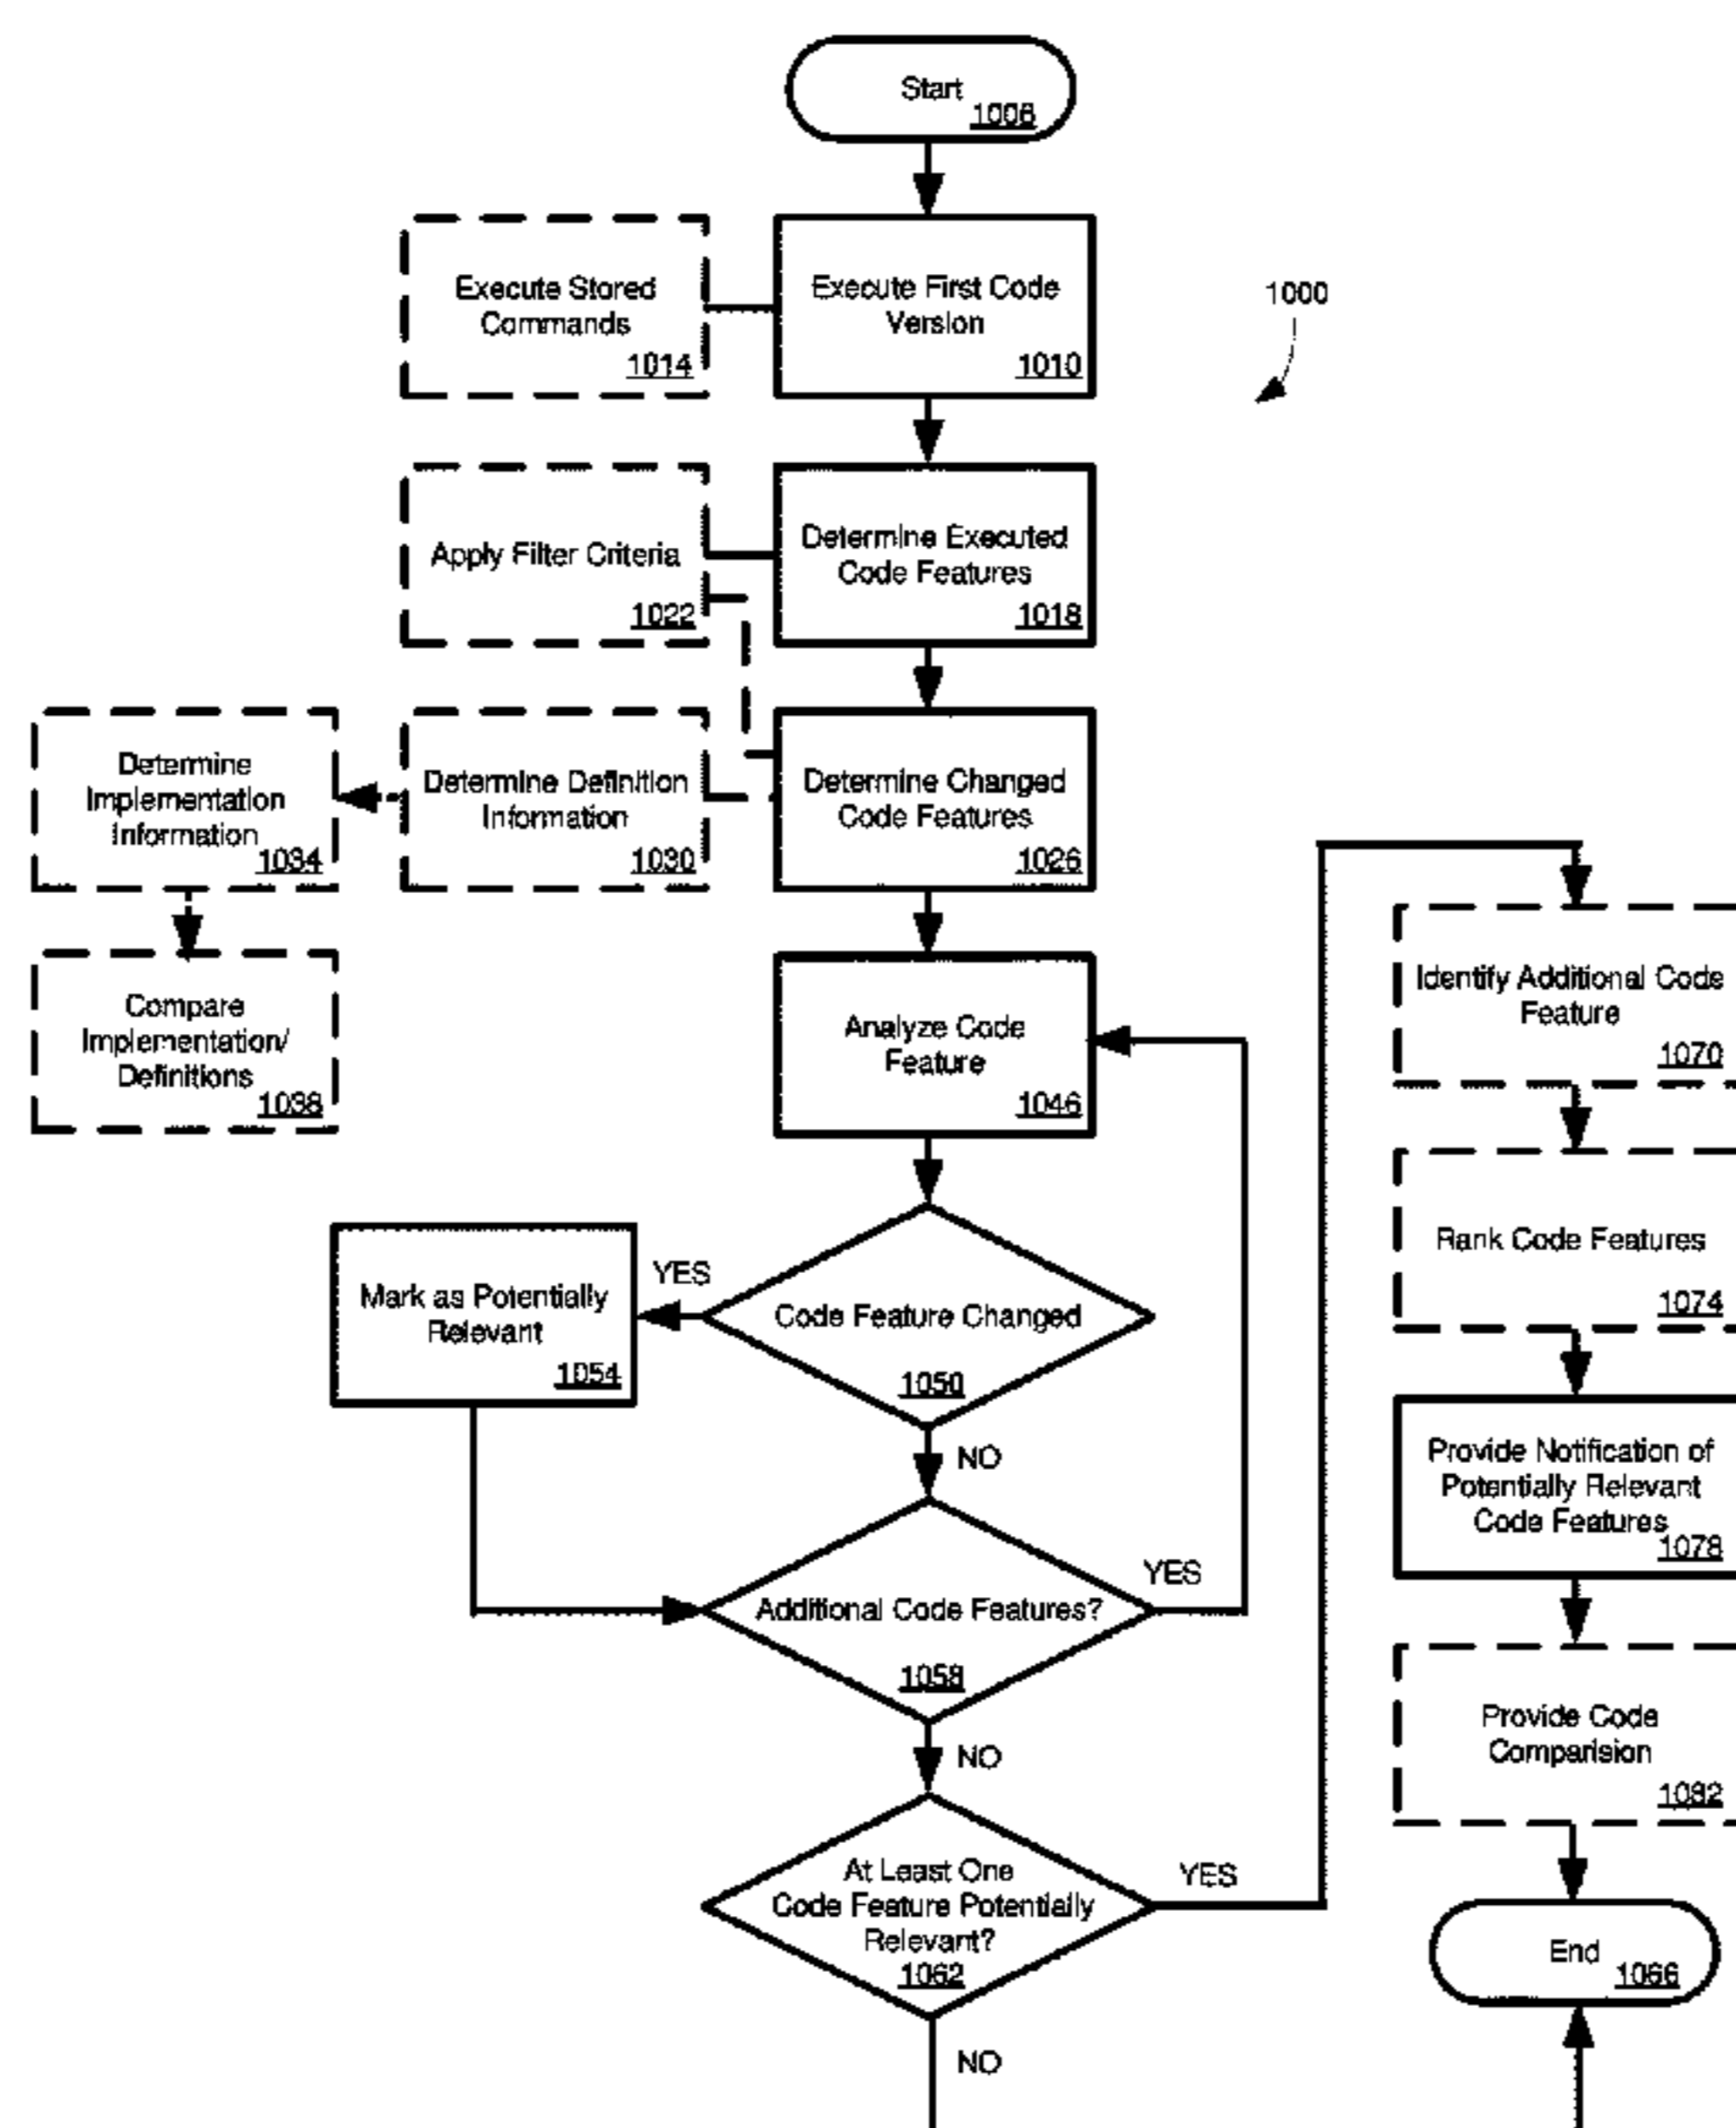 Start
1006
Execute Stored
Commands
1014
Execute First Code
Version
1010
1000
Apply Filter Criteria
1022
Determine Executed
Code Features
1018
Determine
Implementation
Information
1034
Determine Definition
Information
1030
Determine Changed
Code Features
1026
Compare
Implementation/
Definitions
1038
Analyze Code
Feature
1046
Identify Additional Code
Feature
1070
Rank Code Features
1074
Mark as Potentially
Relevant
1054
YES
Code Feature Changed
1050
NO
Provide Notification of
Potentially Relevant
Code Features
1078
Additional Code Features?
1058
YES
NO
Provide Code
Comparision
1082
At Least One
Code Feature Potentially
Relevant?
1062
YES
NO
End
1066